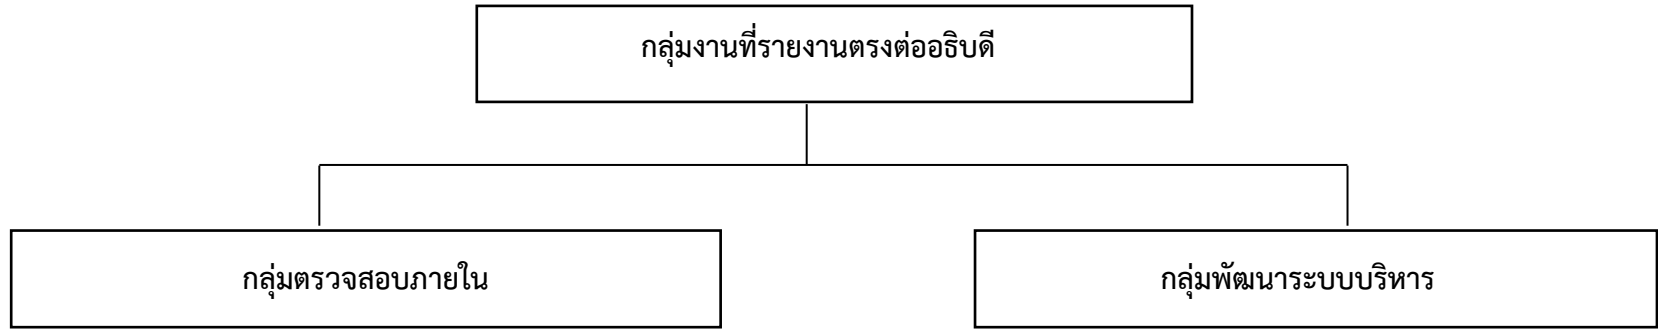 กลุ่มงานที่รายงานตรงต่ออธิบดี
กลุ่มตรวจสอบภายใน
กลุ่มพัฒนาระบบบริหาร